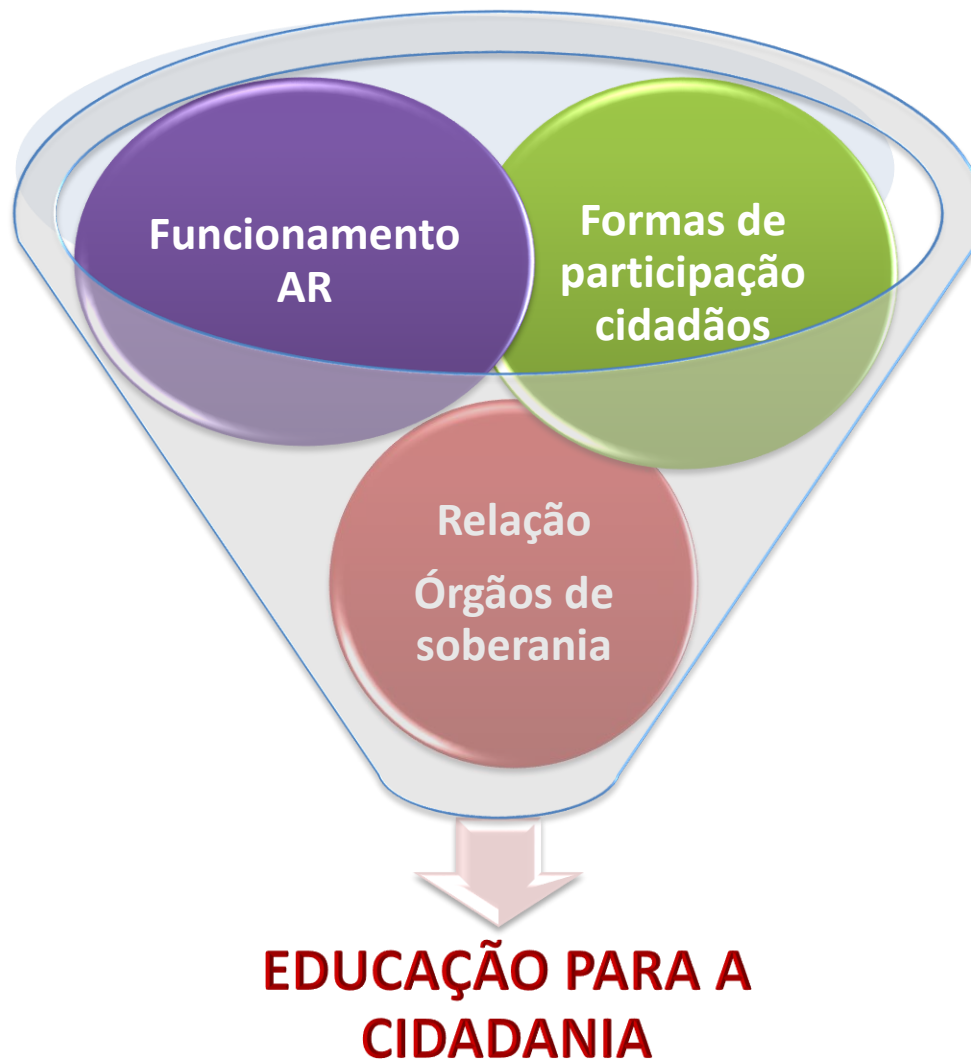 Funcionamento
AR
Formas de
participação
cidadãos
Relação
Órgãos de
soberania
EDUCAÇÃO PARA A
CIDADANIA